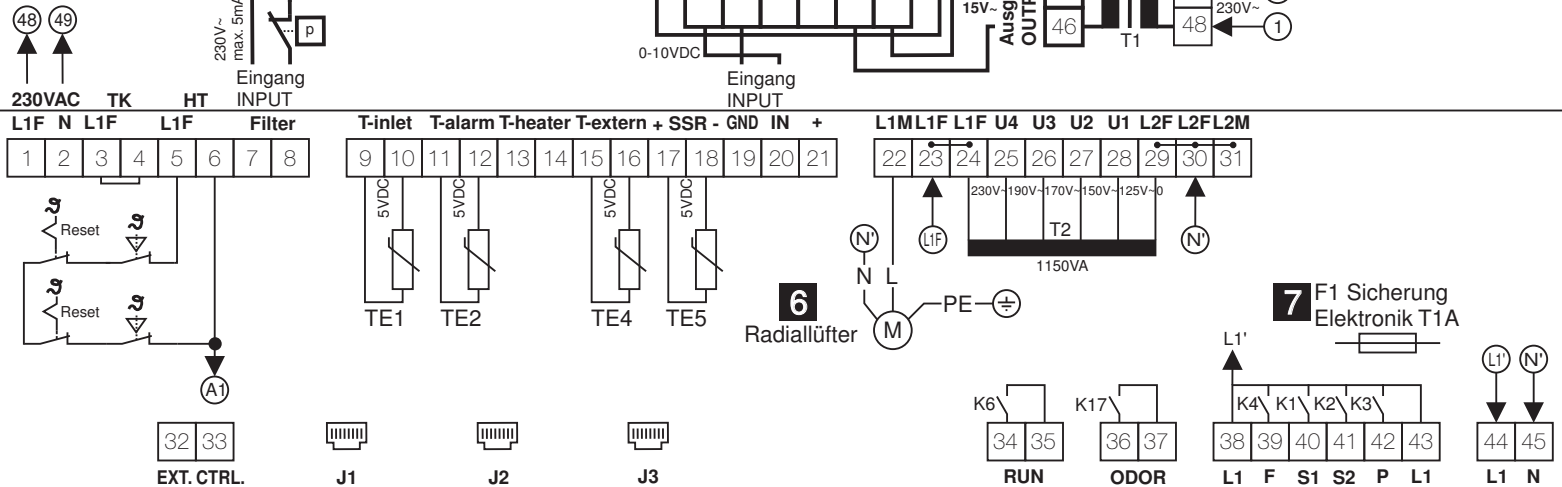 48 49
230V~
max. 5mA
p
Eingang
INPUT
0-10VDC
Eingang
INPUT
15V~
46
T1
48
230V~
1
230VAC TK HT
L1F N L1F L1F Filter
T-inlet T-alarm T-heater T-extern + SSR - GND IN +
L1M L1F L1F U4 U3 U2 U1 L2F L2F L2M
1 2 3 4 5 6 7 8
9 10 11 12 13 14 15 16 17 18 19 20 21
22 23 24 25 26 27 28 29 30 31
5VDC 5VDC 5VDC 5VDC
230V~190V~170V~150V~125V~0
Reset
Reset
A1
TE1 TE2 TE4 TE5
T2
1150VA
L1F
N'
N'
N L
M
PE
6
Radiallüfter
7 F1 Sicherung
Elektronik T1A
L1'
L1' N'
K6 K17 K4 K1 K2 K3
32 33
34 35
36 37
38 39 40 41 42 43
44 45
EXT. CTRL. J1 J2 J3 RUN ODOR L1 F S1 S2 P L1 L1 N